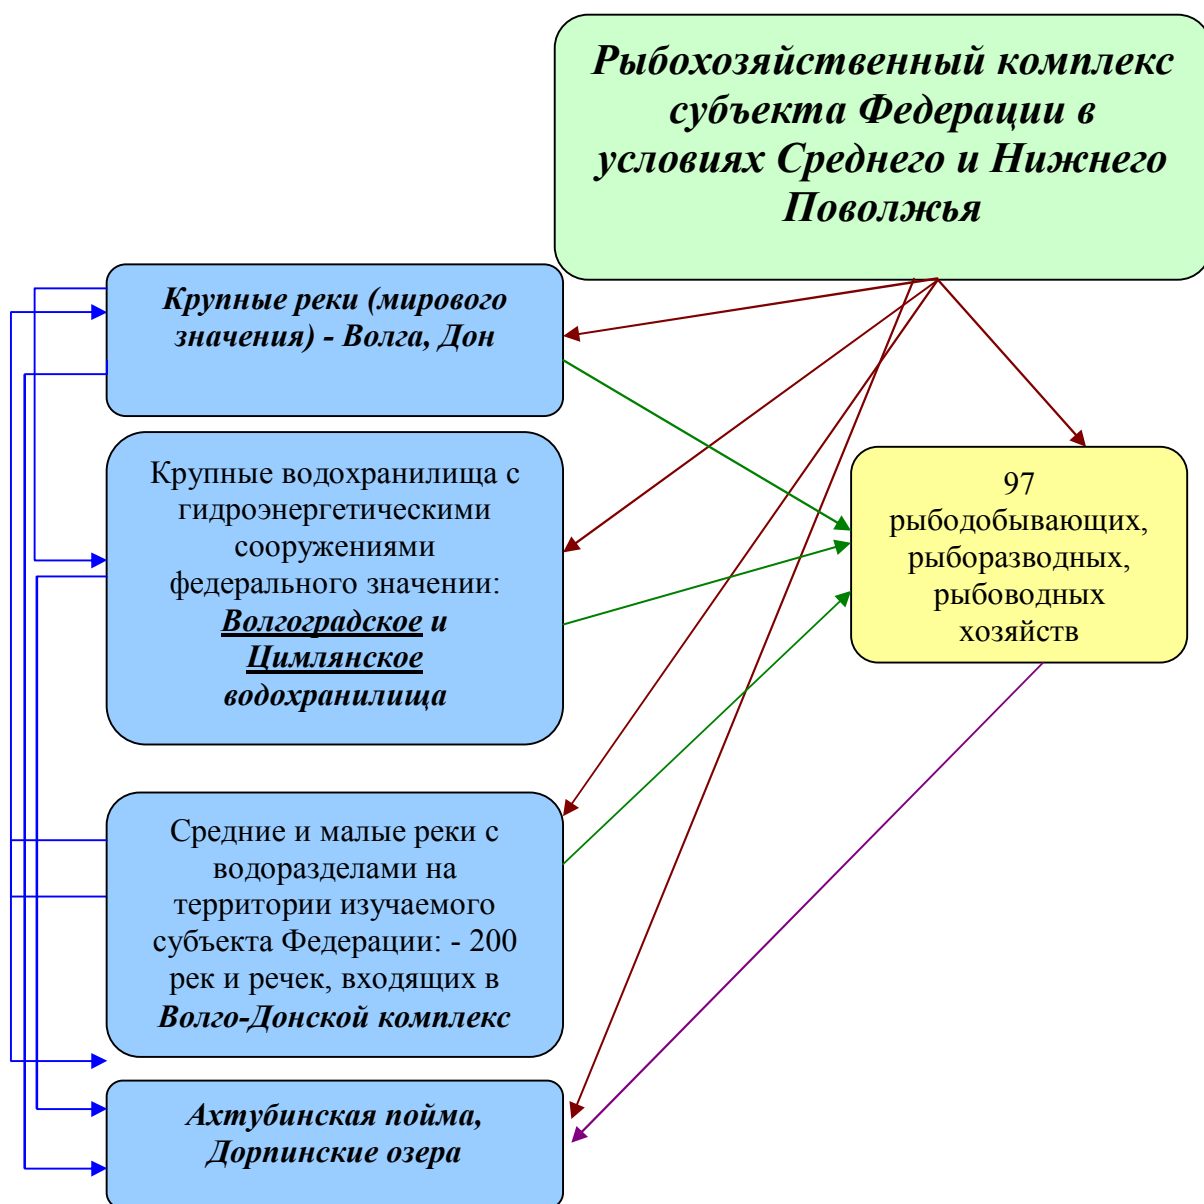 Рыбохозяйственный комплекс
субъекта Федерации в
условиях Среднего и Нижнего
Поволжья
Крупные реки (мирового
значения) - Волга, Дон
Крупные водохранилища с
гидроэнергетическими
сооружениями
федерального значении:
Волгоградское и
Цимлянское
водохранилища
97
рыбодобывающих,
рыборазводных,
рыбоводных
хозяйств
Средние и малые реки с
водоразделами на
территории изучаемого
субъекта Федерации: - 200
рек и речек, входящих в
Волго-Донской комплекс
Ахтубинская пойма,
Дорпинские озера